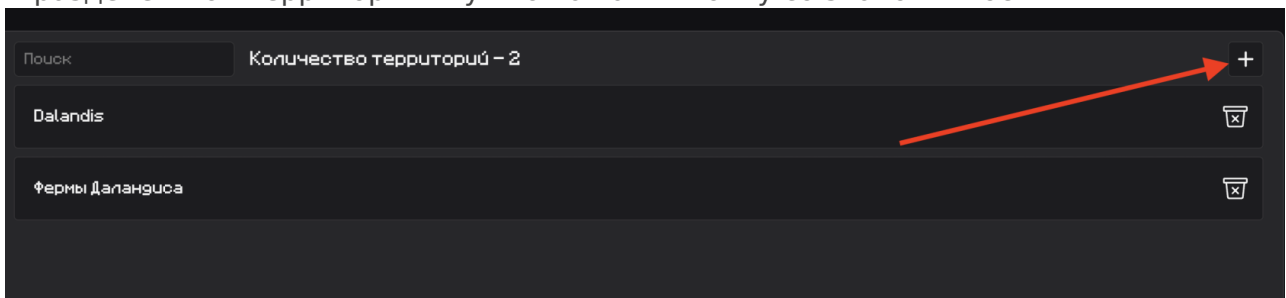 Поиск
Количество территорий – 2
Dalandis
Фермы Даландиса